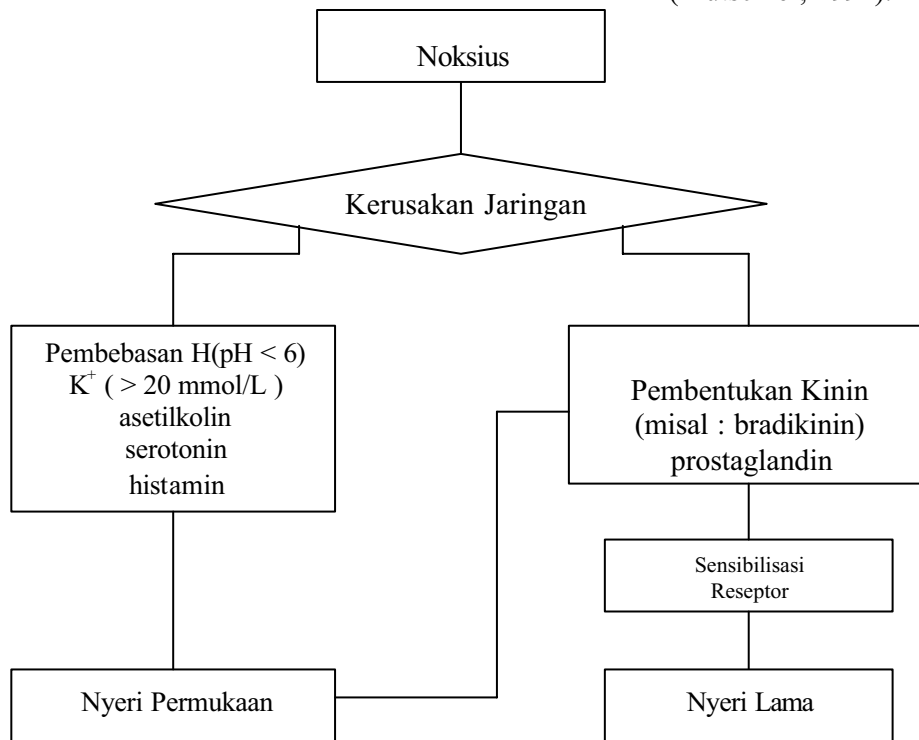 Noksius
Kerusakan Jaringan
Pembebasan H(pH < 6)
K⁺ ( > 20 mmol/L )
asetilkolin
serotonin
histamin
Pembentukan Kinin
(misal : bradikinin)
prostaglandin
Sensibilisasi
Reseptor
Nyeri Permukaan
Nyeri Lama